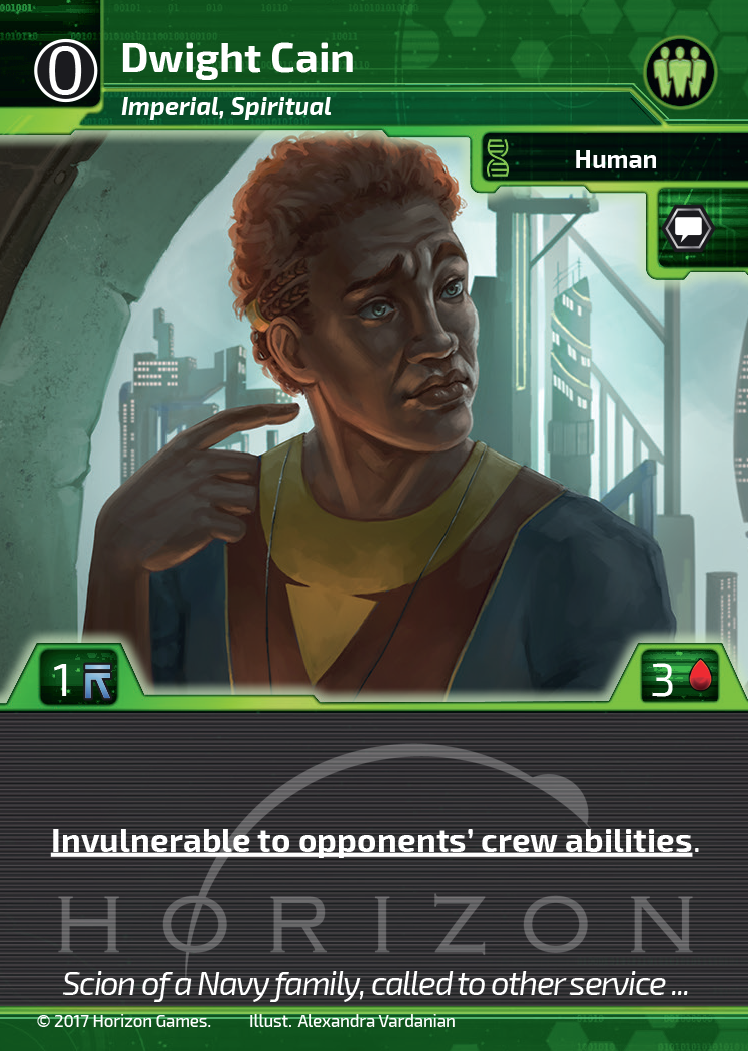 0
Dwight Cain
Imperial, Spiritual
Human
1
3
Invulnerable to opponents’ crew abilities.
HORIZON
Scion of a Navy family, called to other service ...
© 2017 Horizon Games. Illust. Alexandra Vardanian